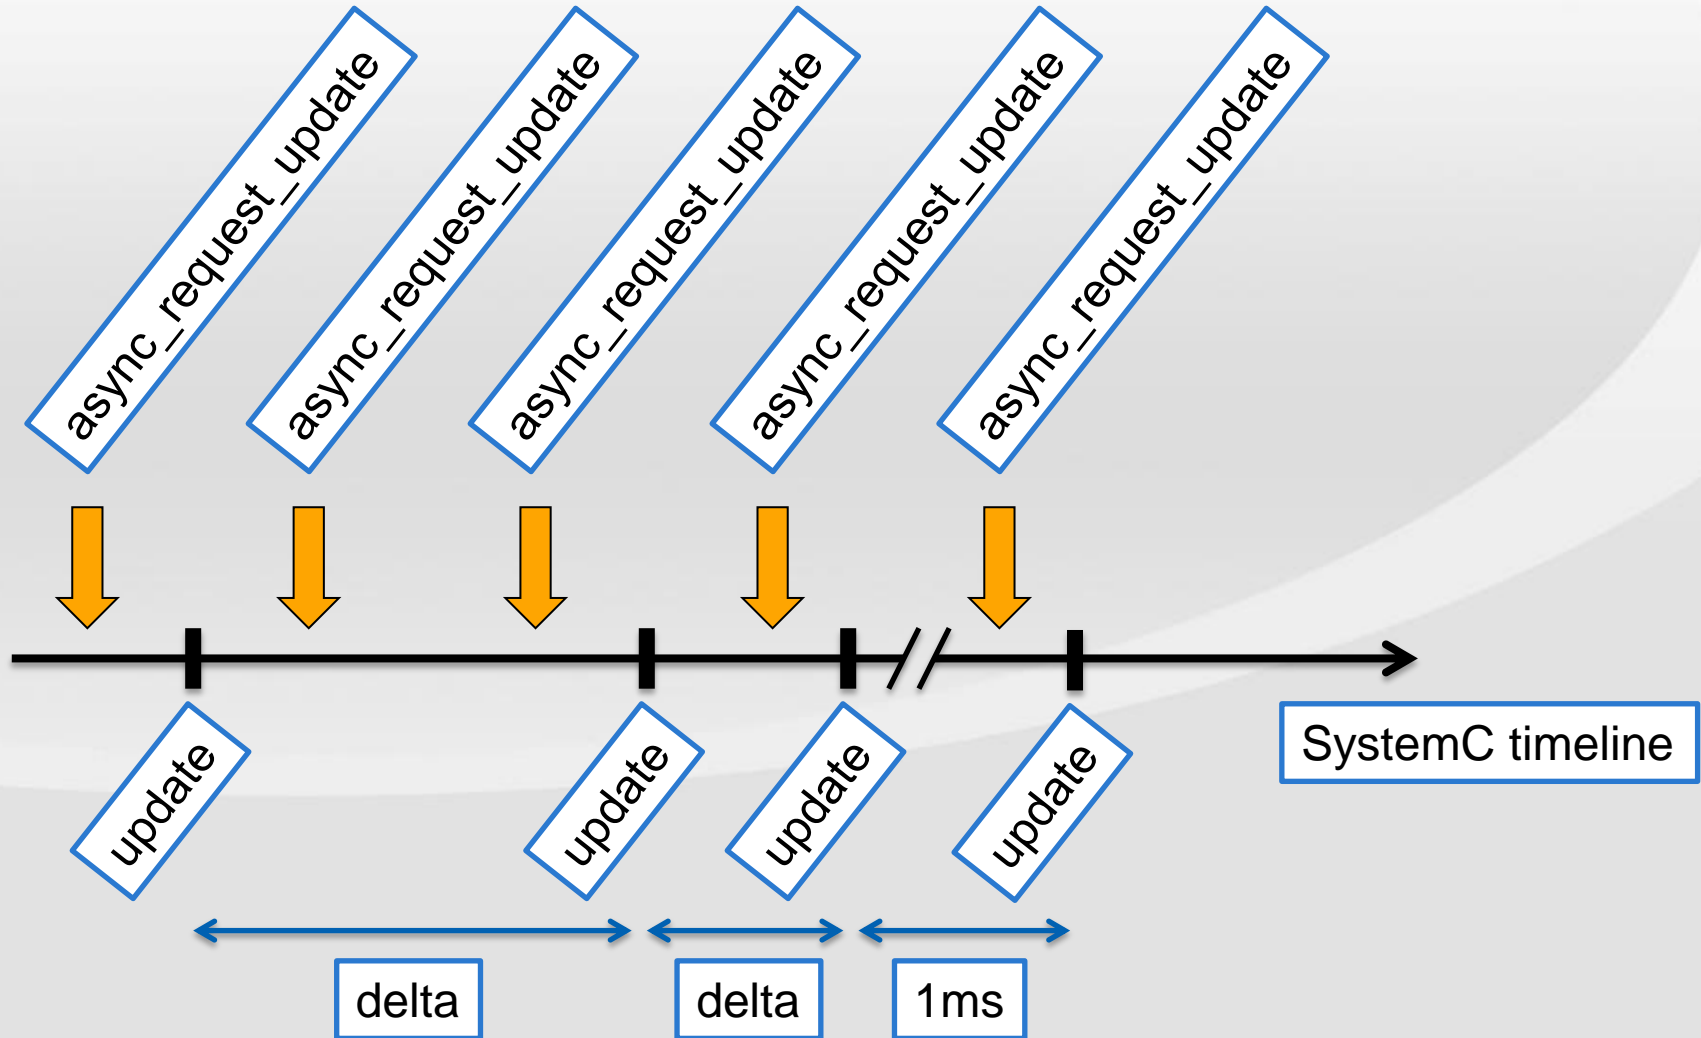 async_request_update
async_request_update
async_request_update
async_request_update
async_request_update
update
update
update
update
SystemC timeline
delta
delta
1ms